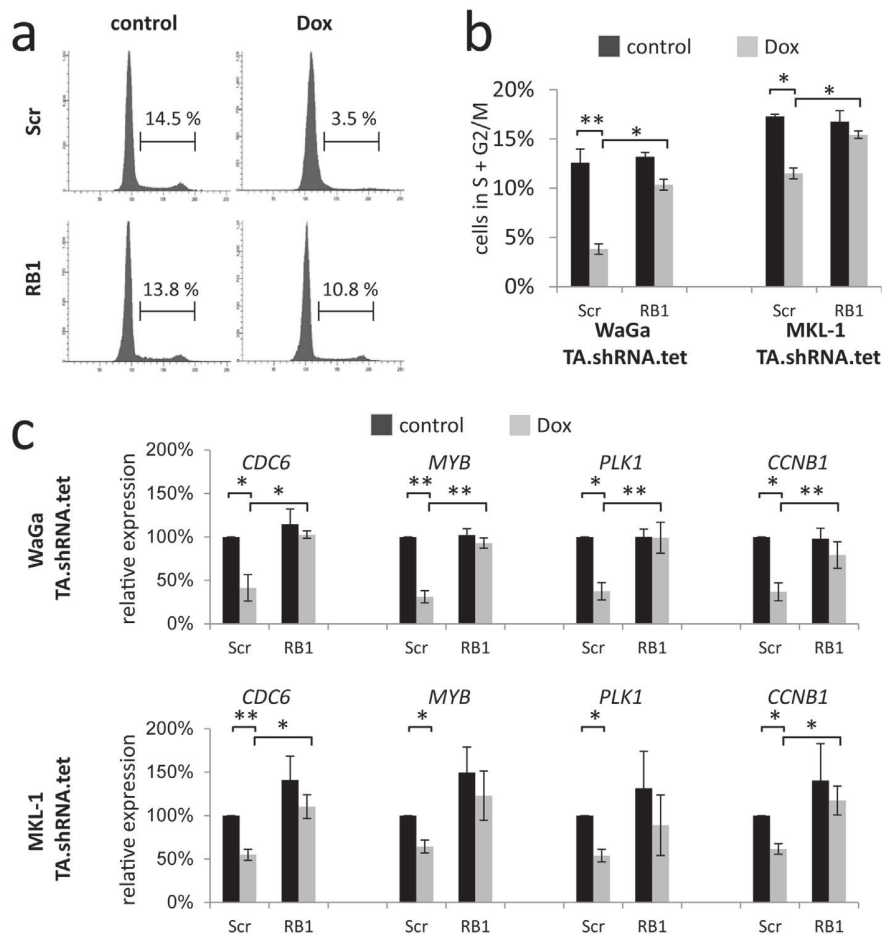 a
control
Dox
Scr
14.5 %
3.5 %
RB1
13.8 %
10.8 %
b
control
Dox
cells in S + G2/M
20%
15%
10%
5%
0%
**
*
*
*
Scr
RB1
Scr
RB1
WaGa
TA.shRNA.tet
MKL-1
TA.shRNA.tet
c
control
Dox
WaGa
TA.shRNA.tet
relative expression
200%
150%
100%
50%
0%
CDC6
MYB
PLK1
CCNB1
* *
** **
* **
* **
Scr RB1
Scr RB1
Scr RB1
Scr RB1
MKL-1
TA.shRNA.tet
relative expression
200%
150%
100%
50%
0%
CDC6
MYB
PLK1
CCNB1
** *
*
*
* *
Scr RB1
Scr RB1
Scr RB1
Scr RB1